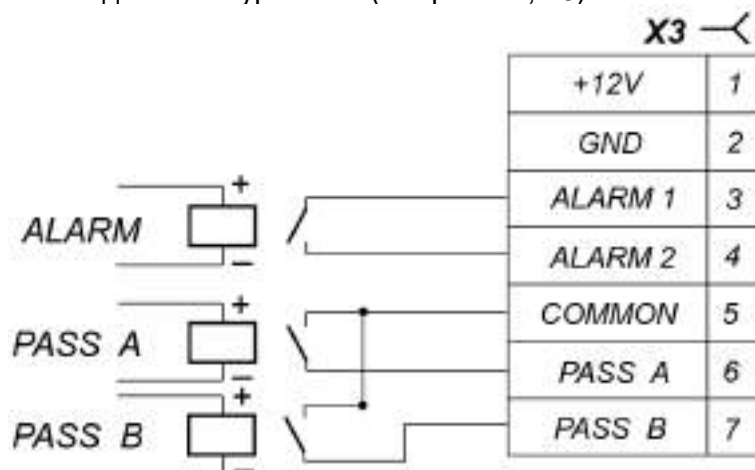 X3
+12V 1
GND 2
ALARM 1 3
ALARM 2 4
COMMON 5
PASS A 6
PASS B 7
+
ALARM
–
+
PASS A
–
+
PASS B
–